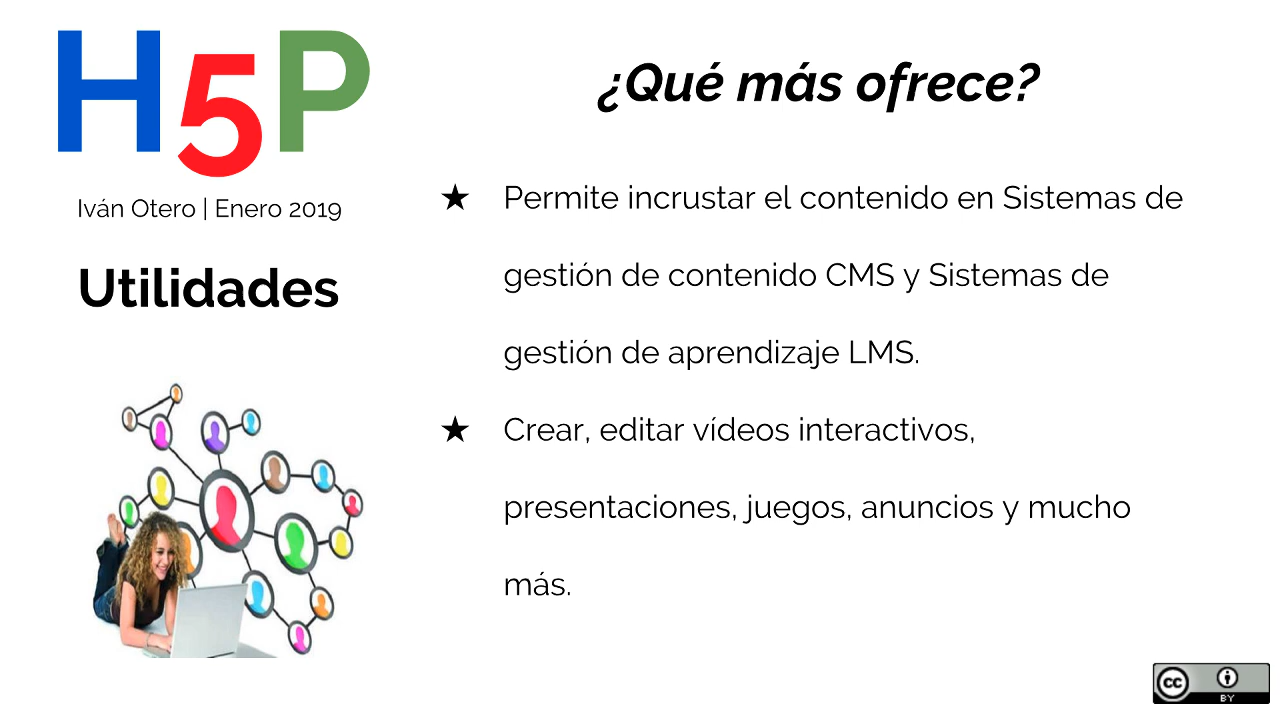 H5P
Iván Otero | Enero 2019
Utilidades
¿Qué más ofrece?
★ Permite incrustar el contenido en Sistemas de
gestión de contenido CMS y Sistemas de
gestión de aprendizaje LMS.
★ Crear, editar vídeos interactivos,
presentaciones, juegos, anuncios y mucho
más.
cc
BY